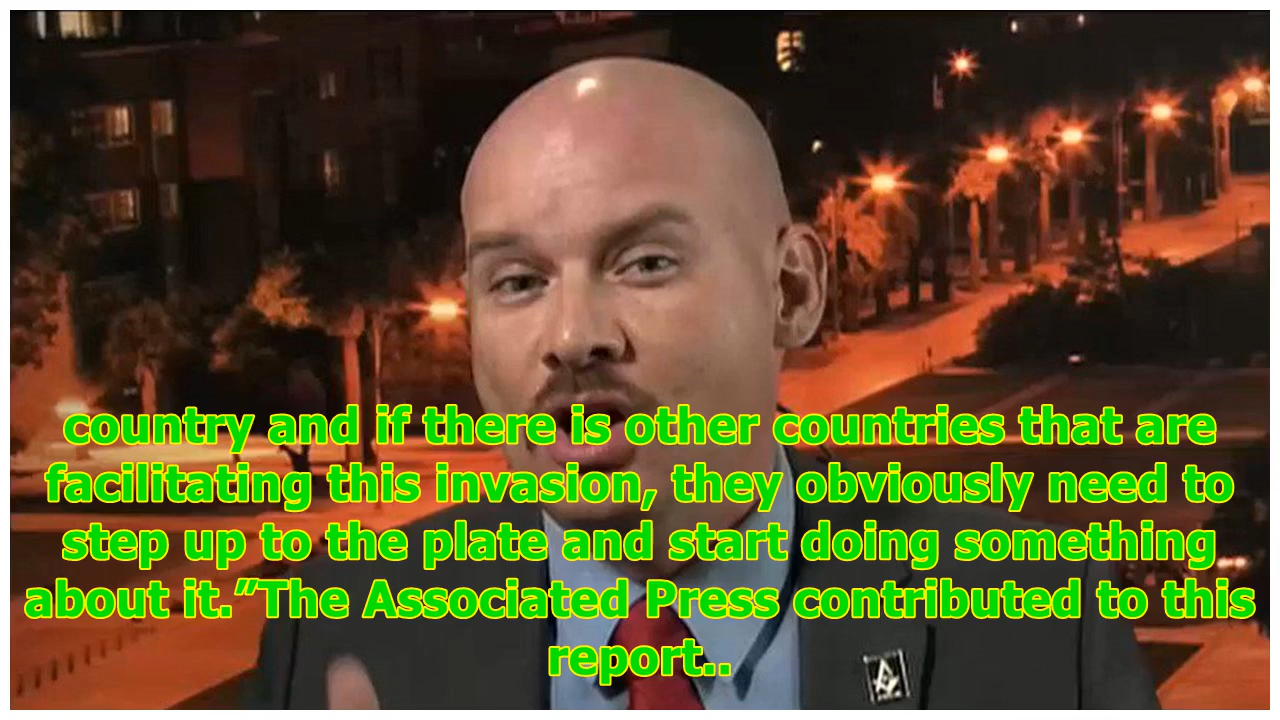 country and if there is other countries that are
facilitating this invasion, they obviously need to
step up to the plate and start doing something
about it.”The Associated Press contributed to this
report..